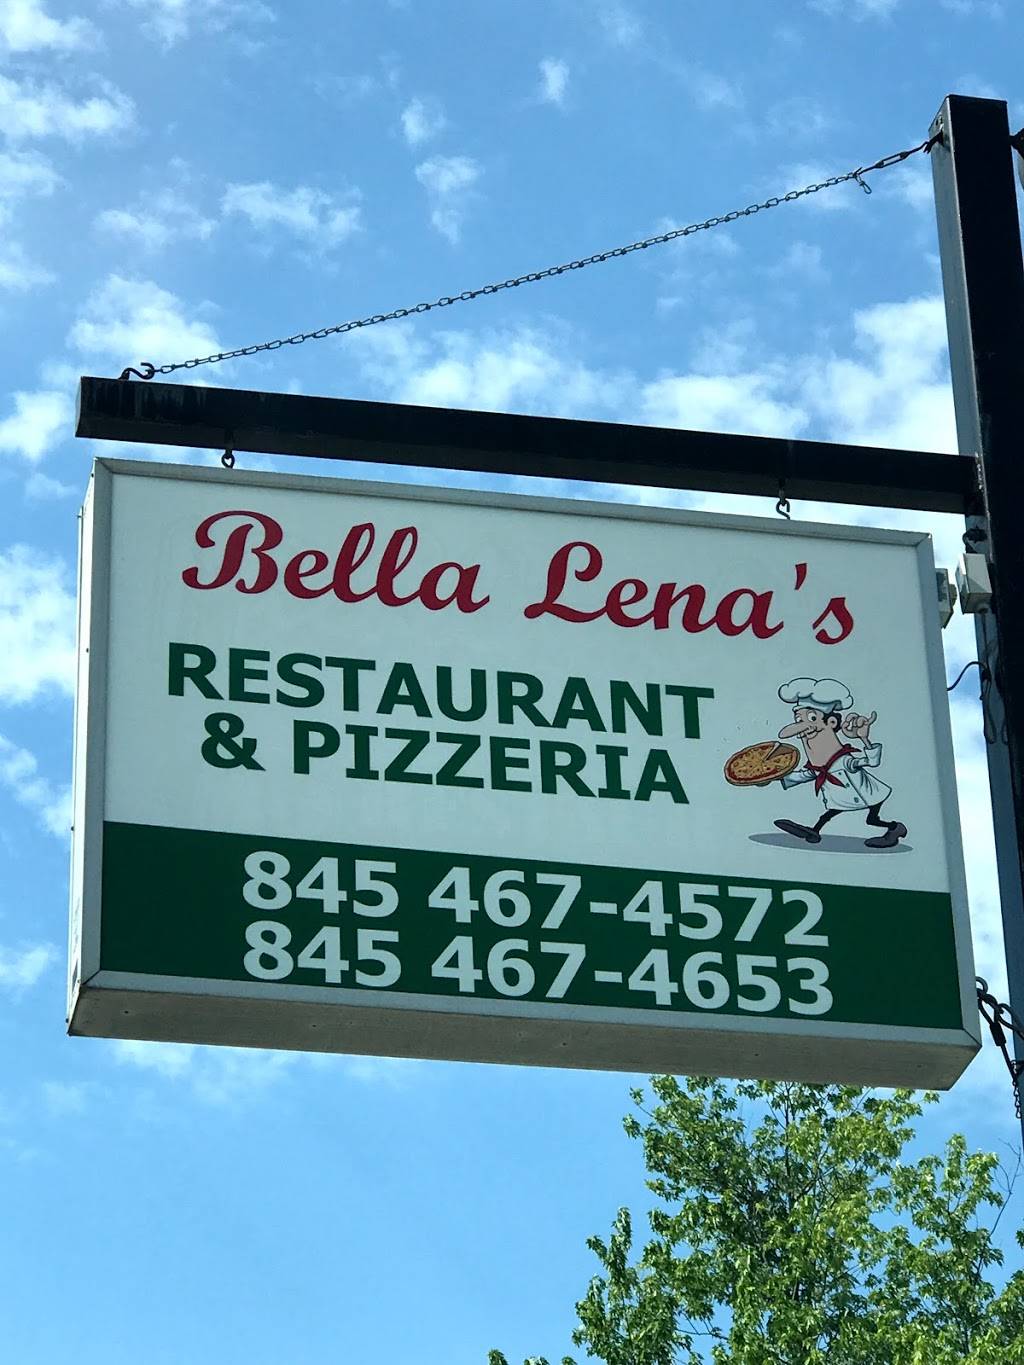 Bella Lena's
RESTAURANT
& PIZZERIA
845 467-4572
845 467-4653